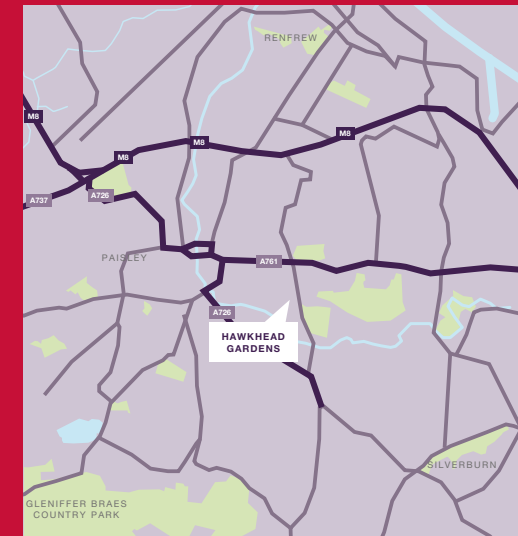 RENFREW
M8
M8
M8
M8
A737
A726
PAISLEY
A761
A726
HAWKHEAD
GARDENS
SILVERBURN
GLENIFFER BRAES
COUNTRY PARK